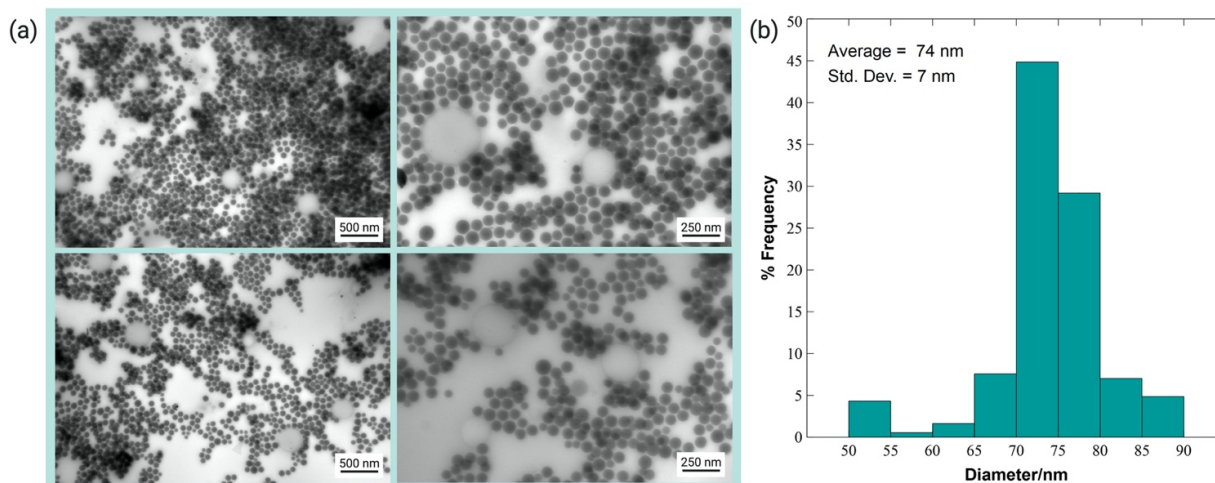 (a)
500 nm
250 nm
500 nm
250 nm
(b)
Average = 74 nm
Std. Dev. = 7 nm
% Frequency
50
45
40
35
30
25
20
15
10
5
0
50 55 60 65 70 75 80 85 90
Diameter/nm